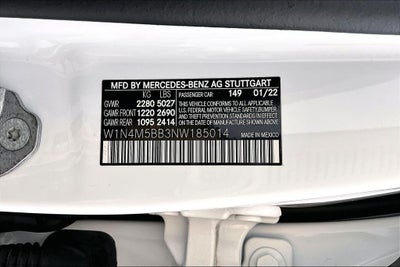 MFD BY MERCEDES-BENZ AG STUTTGART
KG LBS PASSENGER CAR 149 01/22
GVWR 2280 5027 THIS VEHICLE CONFORMS TO ALL APPLICABLE
GAWR FRONT 1220 2690 U.S. FEDERAL MOTOR VEHICLE SAFETY,
GAWR REAR 1095 2414 BUMPER, AND THEFT PREVENTION STANDARDS IN EFFECT ON THE DATE OF MANUFACTURE SHOWN ABOVE.
W1N4M5BB3NW185014 MADE IN MEXICO